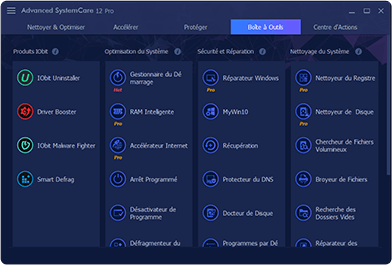 Advanced SystemCare 12 Pro
Nettoyer & Optimiser
Accélérer
Protéger
Boîte à Outils
Centre d'Actions
Produits IObit
IObit Uninstaller
Driver Booster
IObit Malware Fighter
Smart Defrag
Optimisation du Système
Gestionnaire du Dé
marrage
Hot
RAM Inteligente
Pro
Accélérateur Internet
Pro
Arrêt Programmé
Désactivateur de
Programme
Défragmenteur du
Sécurité et Réparation
Réparateur Windows
Pro
MyWin10
Récupération
Protecteur du DNS
Docteur de Disque
Programmes par Dé
Nettoyage du Système
Nettoyeur du Registre
Pro
Nettoyeur de Disque
Pro
Chercheur de Fichiers
Volumineux
Broyeur de Fichiers
Recherche des
Dossiers Vides
Réparateur des